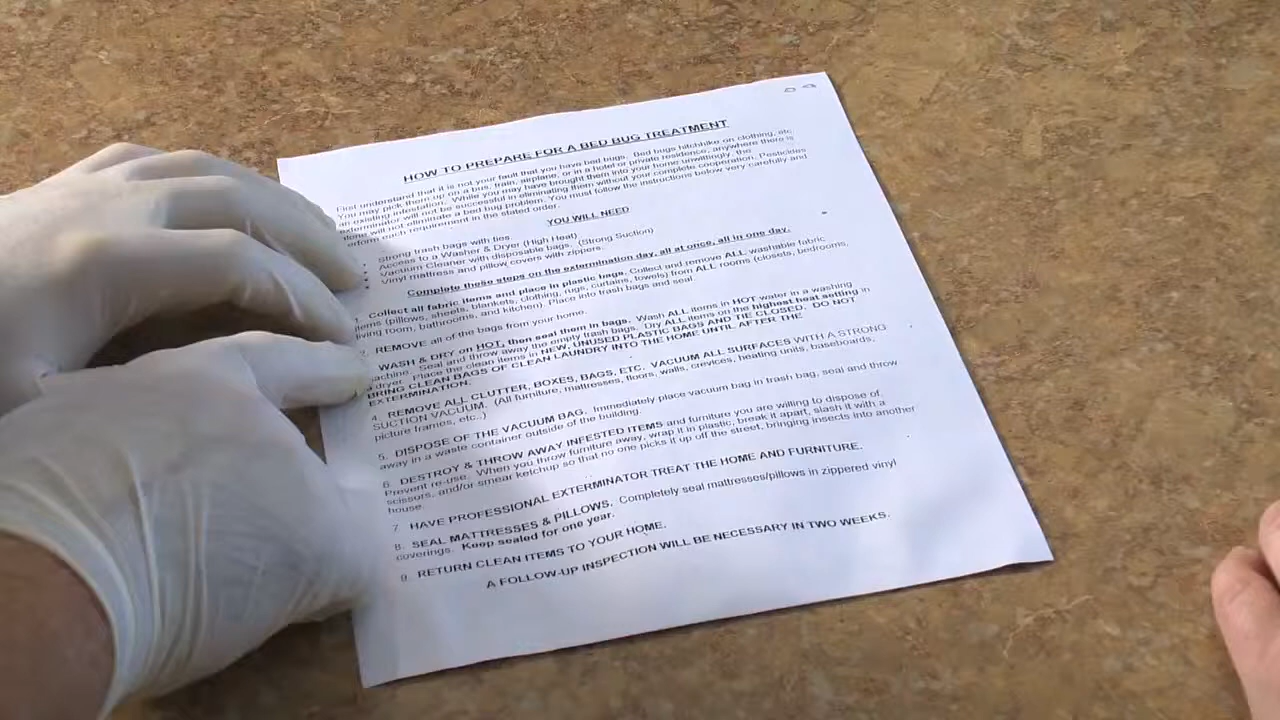 HOW TO PREPARE FOR A BED BUG TREATMENT
First understand that it is not your fault that you have bed bugs. Bed bugs hitchhike on clothing, etc.
You may pick them up on a bus, train, airplane, or in a hotel or private residence, anywhere there is
an existing infestation. While you may have brought them into your home unwittingly, the
exterminator will not be successful in eliminating them without your complete cooperation. Pesticides
alone will not eliminate a bed bug problem. You must follow the instructions below very carefully and
perform each requirement in the stated order.
YOU WILL NEED
Strong trash bags with ties.
Access to a Washer & Dryer (High Heat)
Vacuum Cleaner with disposable bags, (Strong Suction)
Vinyl mattress and pillow covers with zippers.
Complete these steps on the extermination day, all at once, all in one day.
Collect all fabric items and place in plastic bags. Collect and remove ALL washable fabric
items (pillows, sheets, blankets, clothing, rugs, curtains, towels) from ALL rooms (closets, bedrooms,
living room, bathrooms, and kitchen). Place into trash bags and seal
REMOVE all of the bags from your home.
WASH & DRY on HOT, then seal them in bags. Wash ALL items in HOT water in a washing
machine. Seal and throw away the empty trash bags. Dry ALL items on the highest heat setting in
a dryer. Place the clean items in NEW, UNUSED PLASTIC BAGS AND TIE CLOSED. DO NOT
BRING CLEAN BAGS OF CLEAN LAUNDRY INTO THE HOME UNTIL AFTER THE
EXTERMINATION.
4. REMOVE ALL CLUTTER, BOXES, BAGS, ETC. VACUUM ALL SURFACES WITH A STRONG
SUCTION VACUUM. (All furniture, mattresses, floors, walls, crevices, heating units, baseboards,
picture frames, etc.)
5. DISPOSE OF THE VACUUM BAG. Immediately place vacuum bag in trash bag, seal and throw
away in a waste container outside of the building.
6. DESTROY & THROW AWAY INFESTED ITEMS and furniture you are willing to dispose of.
Prevent re-use. When you throw furniture away, wrap it in plastic, break it apart, slash it with a
scissors, and/or smear ketchup so that no one picks it up off the street, bringing insects into another
house.
7. HAVE PROFESSIONAL EXTERMINATOR TREAT THE HOME AND FURNITURE.
8. SEAL MATTRESSES & PILLOWS. Completely seal mattresses/pillows in zippered vinyl
coverings. Keep sealed for one year.
9. RETURN CLEAN ITEMS TO YOUR HOME.
A FOLLOW-UP INSPECTION WILL BE NECESSARY IN TWO WEEKS.